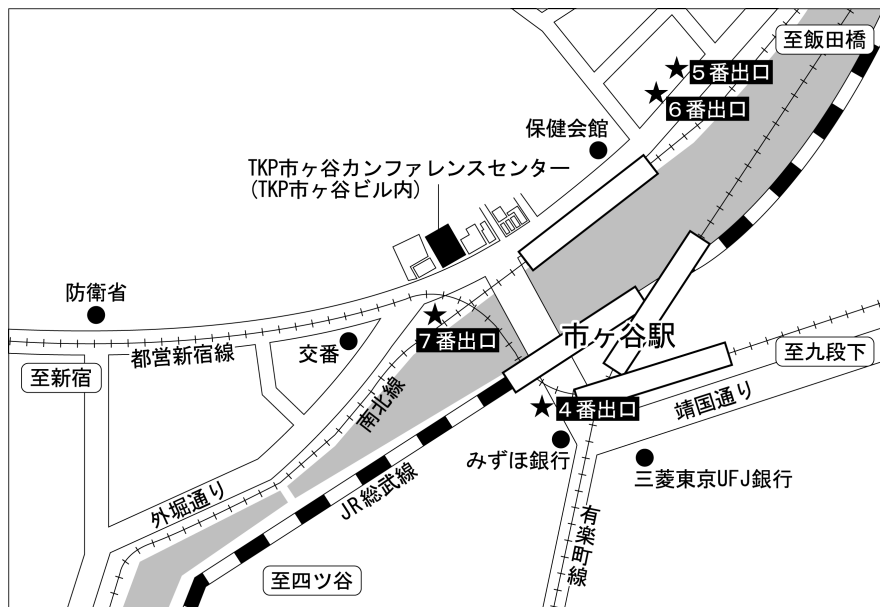 至飯田橋
5番出口
6番出口
保健会館
TKP市ヶ谷カンファレンスセンター
(TKP市ヶ谷ビル内)
防衛省
7番出口
市ヶ谷駅
都営新宿線
交番
至新宿
至九段下
南北線
4番出口
靖国通り
みずほ銀行
三菱東京UFJ銀行
外堀通り
JR総武線
有楽町線
至四ツ谷